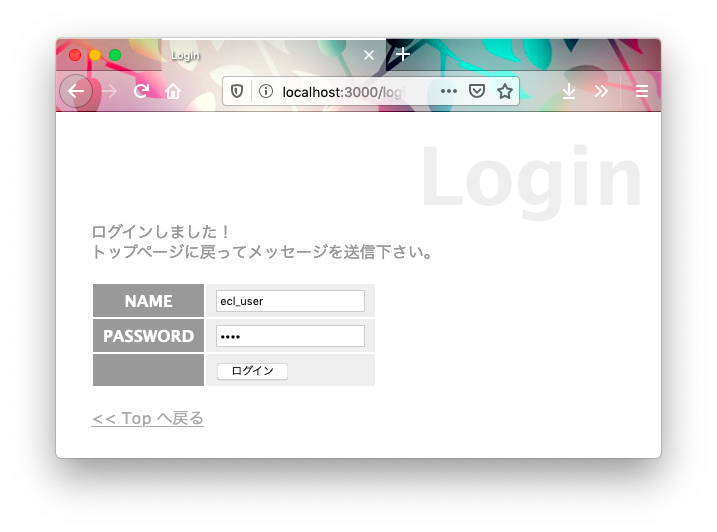 Login
localhost:3000/log
Login
ログインしました！
トップページに戻ってメッセージを送信下さい。
NAME ecl_user
PASSWORD ••••
ログイン
<< Top へ戻る